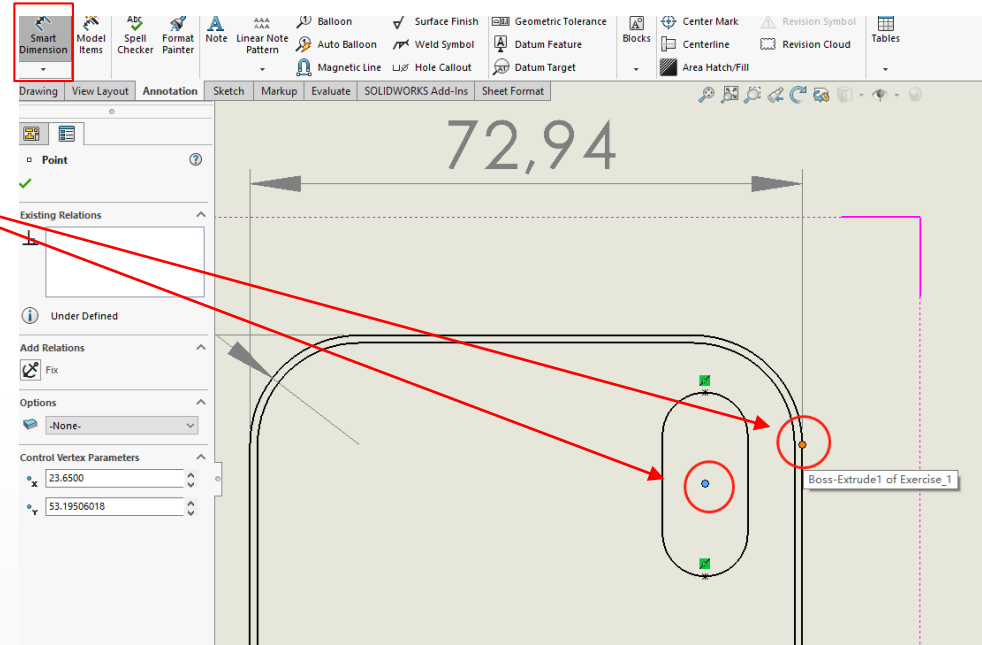 Smart Dimension
Model Items
Abc
Spell Checker
Format Painter
A
Note
Linear Note Pattern
Balloon
Auto Balloon
Magnetic Line
Surface Finish
Weld Symbol
Hole Callout
Geometric Tolerance
Datum Feature
Datum Target
Blocks
Center Mark
Centerline
Area Hatch/Fill
Revision Symbol
Revision Cloud
Tables
Drawing View Layout Annotation Sketch Markup Evaluate SOLIDWORKS Add-Ins Sheet Format
72,94
Point
Existing Relations
Under Defined
Add Relations
Fix
Options
-None-
Control Vertex Parameters
X 23.6500
Y 53.19506018
Boss-Extrude1 of Exercise_1